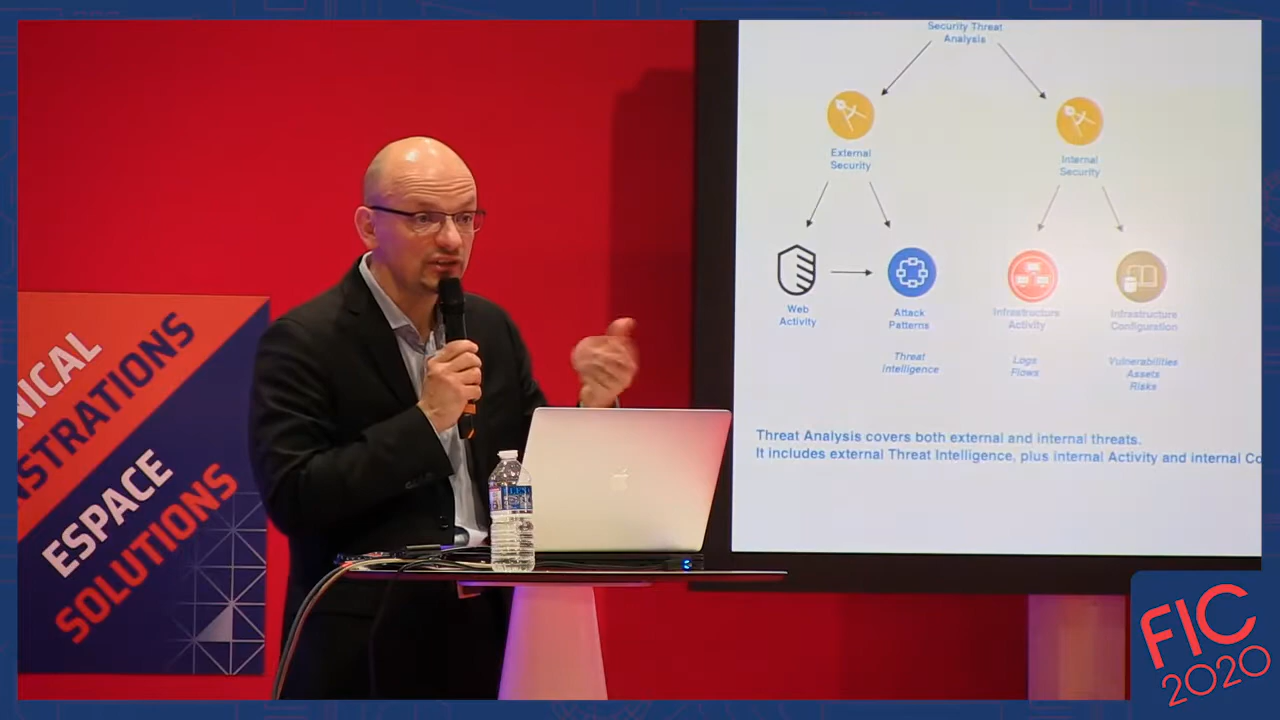 NICAL
NSTRATIONS
ESPACE
SOLUTIONS
Security Threat
Analysis
External
Security
Internal
Security
Web
Activity
Attack
Patterns
Infrastructure
Activity
Infrastructure
Configuration
Threat
Intelligence
Logs
Flows
Vulnerabilities
Assets
Risks
Threat Analysis covers both external and internal threats.
It includes external Threat Intelligence, plus internal Activity and internal Co
FIC
2020